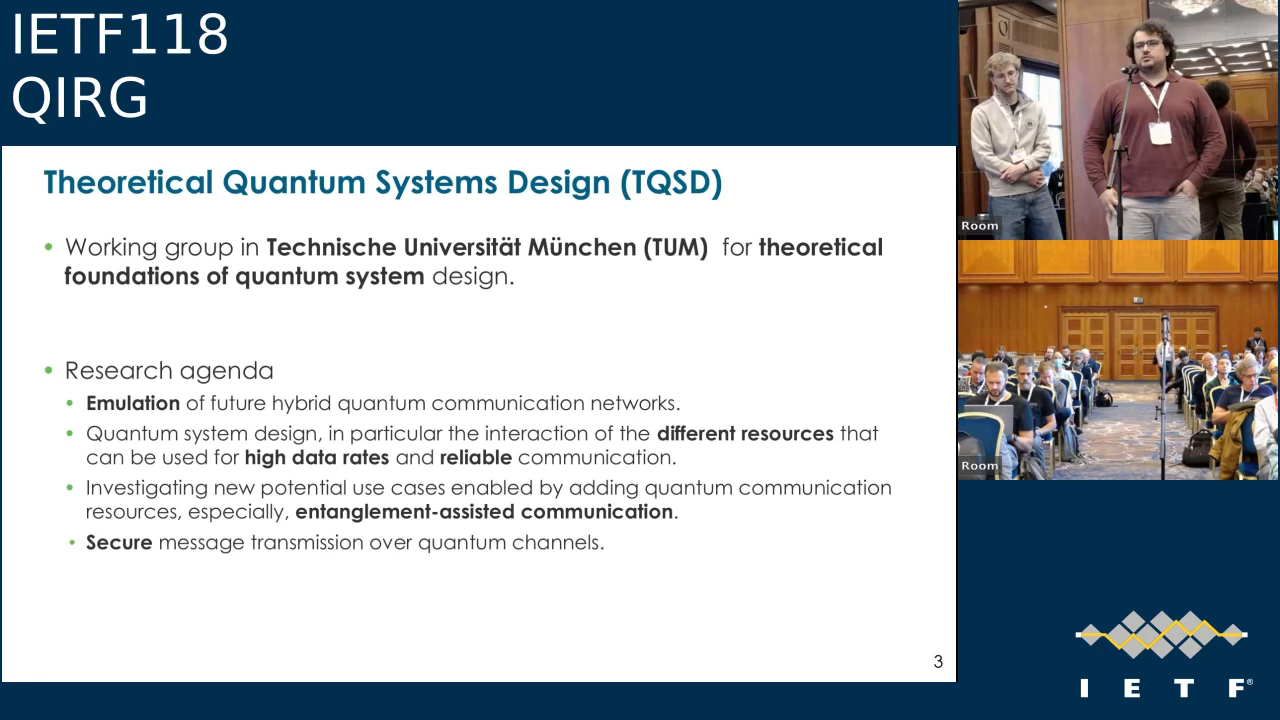 IETF118
QIRG
Theoretical Quantum Systems Design (TQSD)
• Working group in Technische Universität München (TUM) for theoretical
foundations of quantum system design.
• Research agenda
• Emulation of future hybrid quantum communication networks.
• Quantum system design, in particular the interaction of the different resources that
can be used for high data rates and reliable communication.
• Investigating new potential use cases enabled by adding quantum communication
resources, especially, entanglement-assisted communication.
• Secure message transmission over quantum channels.
3
Room
Room
I E T F®